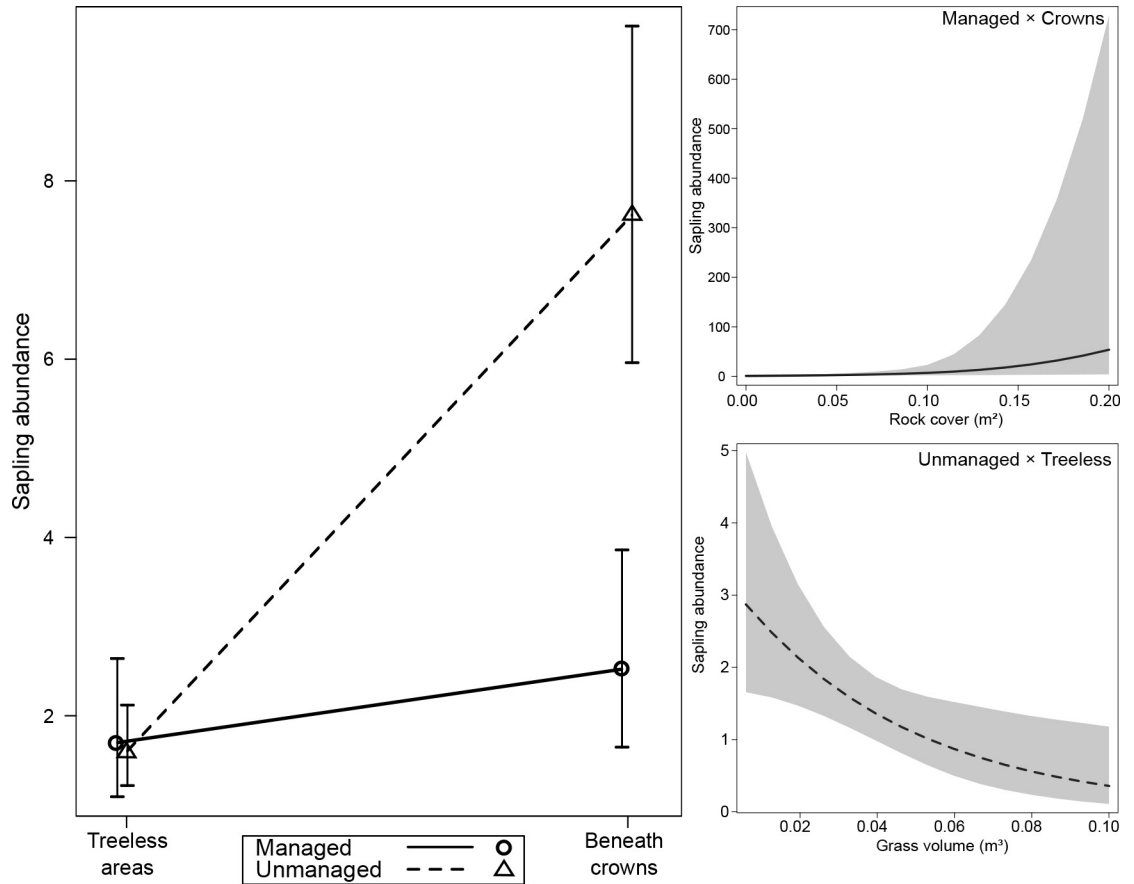 Sapling abundance
8
6
4
2
Treeless
areas
Beneath
crowns
Managed
Unmanaged
Managed × Crowns
Sapling abundance
700
600
500
400
300
200
100
0
0.00 0.05 0.10 0.15 0.20
Rock cover (m²)
Unmanaged × Treeless
Sapling abundance
5
4
3
2
1
0
0.02 0.04 0.06 0.08 0.10
Grass volume (m³)